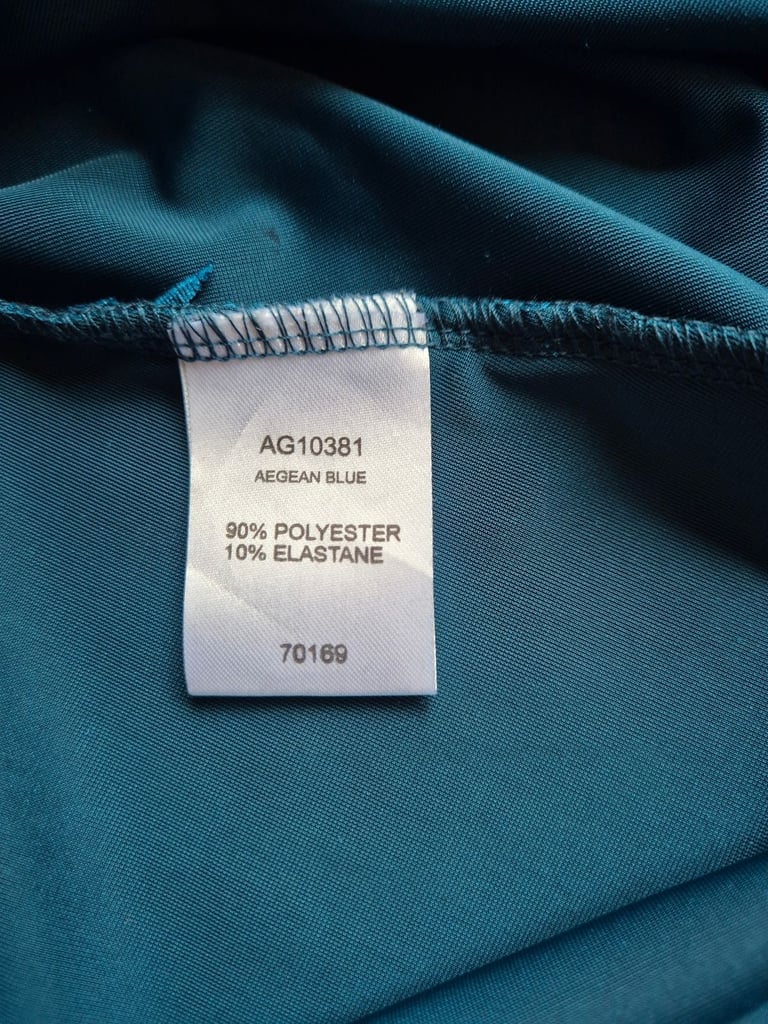 AG10381
AEGEAN BLUE
90% POLYESTER
10% ELASTANE
70169